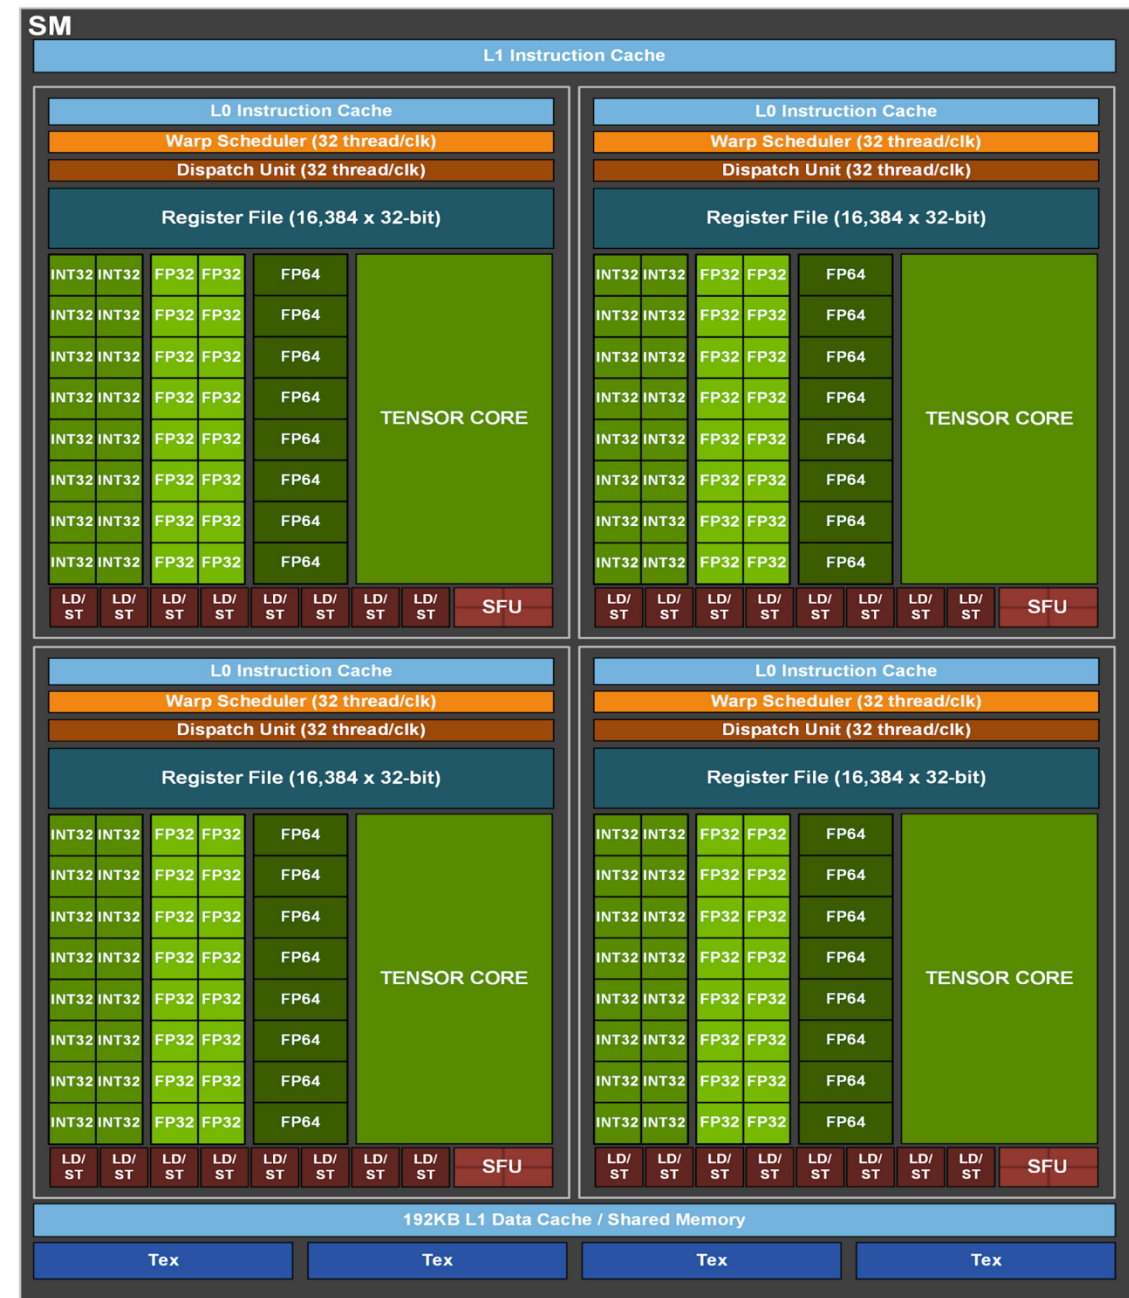 SM
L1 Instruction Cache
L0 Instruction Cache
Warp Scheduler (32 thread/clk)
Dispatch Unit (32 thread/clk)
Register File (16,384 x 32-bit)
INT32 INT32 FP32 FP32 FP64
INT32 INT32 FP32 FP32 FP64
INT32 INT32 FP32 FP32 FP64
INT32 INT32 FP32 FP32 FP64
INT32 INT32 FP32 FP32 FP64
INT32 INT32 FP32 FP32 FP64
INT32 INT32 FP32 FP32 FP64
INT32 INT32 FP32 FP32 FP64
TENSOR CORE
LD/ LD/ LD/ LD/ LD/ LD/ LD/ LD/
ST ST ST ST ST ST ST ST
SFU
L0 Instruction Cache
Warp Scheduler (32 thread/clk)
Dispatch Unit (32 thread/clk)
Register File (16,384 x 32-bit)
INT32 INT32 FP32 FP32 FP64
INT32 INT32 FP32 FP32 FP64
INT32 INT32 FP32 FP32 FP64
INT32 INT32 FP32 FP32 FP64
INT32 INT32 FP32 FP32 FP64
INT32 INT32 FP32 FP32 FP64
INT32 INT32 FP32 FP32 FP64
INT32 INT32 FP32 FP32 FP64
TENSOR CORE
LD/ LD/ LD/ LD/ LD/ LD/ LD/ LD/
ST ST ST ST ST ST ST ST
SFU
L0 Instruction Cache
Warp Scheduler (32 thread/clk)
Dispatch Unit (32 thread/clk)
Register File (16,384 x 32-bit)
INT32 INT32 FP32 FP32 FP64
INT32 INT32 FP32 FP32 FP64
INT32 INT32 FP32 FP32 FP64
INT32 INT32 FP32 FP32 FP64
INT32 INT32 FP32 FP32 FP64
INT32 INT32 FP32 FP32 FP64
INT32 INT32 FP32 FP32 FP64
INT32 INT32 FP32 FP32 FP64
TENSOR CORE
LD/ LD/ LD/ LD/ LD/ LD/ LD/ LD/
ST ST ST ST ST ST ST ST
SFU
L0 Instruction Cache
Warp Scheduler (32 thread/clk)
Dispatch Unit (32 thread/clk)
Register File (16,384 x 32-bit)
INT32 INT32 FP32 FP32 FP64
INT32 INT32 FP32 FP32 FP64
INT32 INT32 FP32 FP32 FP64
INT32 INT32 FP32 FP32 FP64
INT32 INT32 FP32 FP32 FP64
INT32 INT32 FP32 FP32 FP64
INT32 INT32 FP32 FP32 FP64
INT32 INT32 FP32 FP32 FP64
TENSOR CORE
LD/ LD/ LD/ LD/ LD/ LD/ LD/ LD/
ST ST ST ST ST ST ST ST
SFU
192KB L1 Data Cache / Shared Memory
Tex Tex Tex Tex